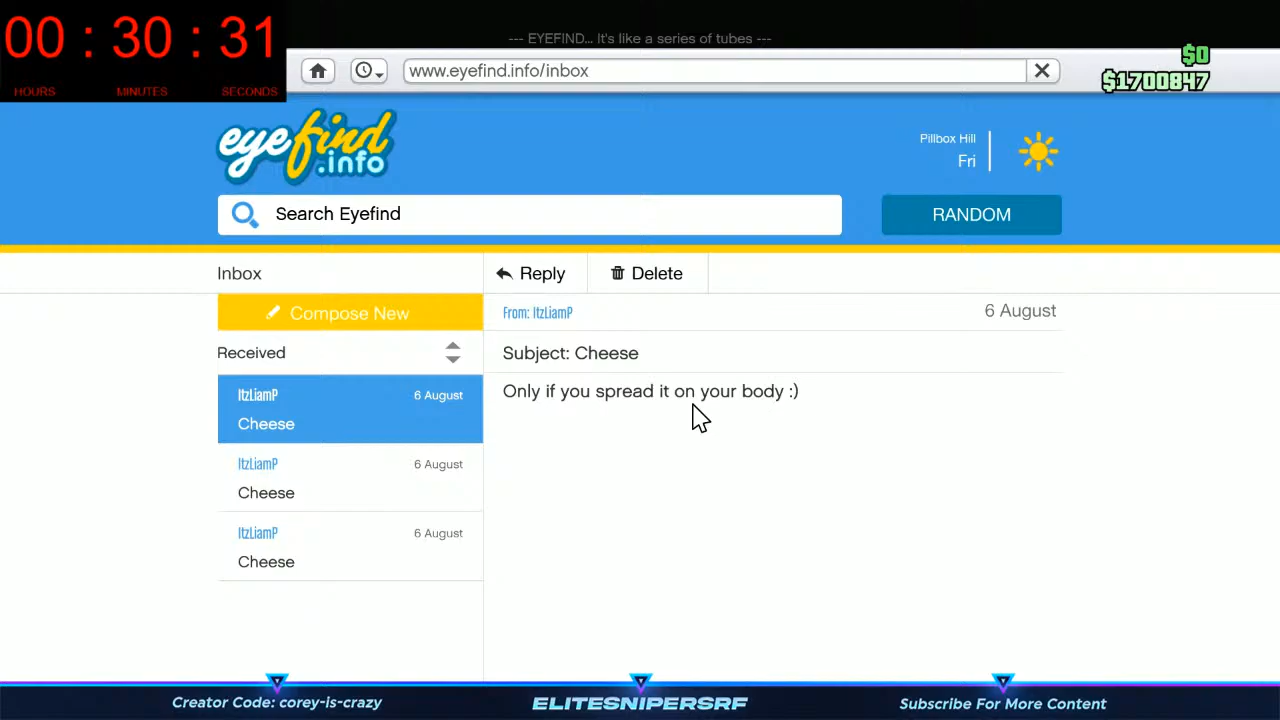 00 : 30 : 31
HOURS MINUTES SECONDS
--- EYEFIND... It's like a series of tubes ---
www.eyefind.info/inbox
$0
$1700847
eyefind.info
Pillbox Hill
Fri
Search Eyefind
RANDOM
Inbox
Reply
Delete
Compose New
From: ItzLiamP
6 August
Received
Subject: Cheese
Only if you spread it on your body :)
ItzLiamP 6 August
Cheese
ItzLiamP 6 August
Cheese
ItzLiamP 6 August
Cheese
Creator Code: corey-is-crazy
ELITESNIPERSRF
Subscribe For More Content